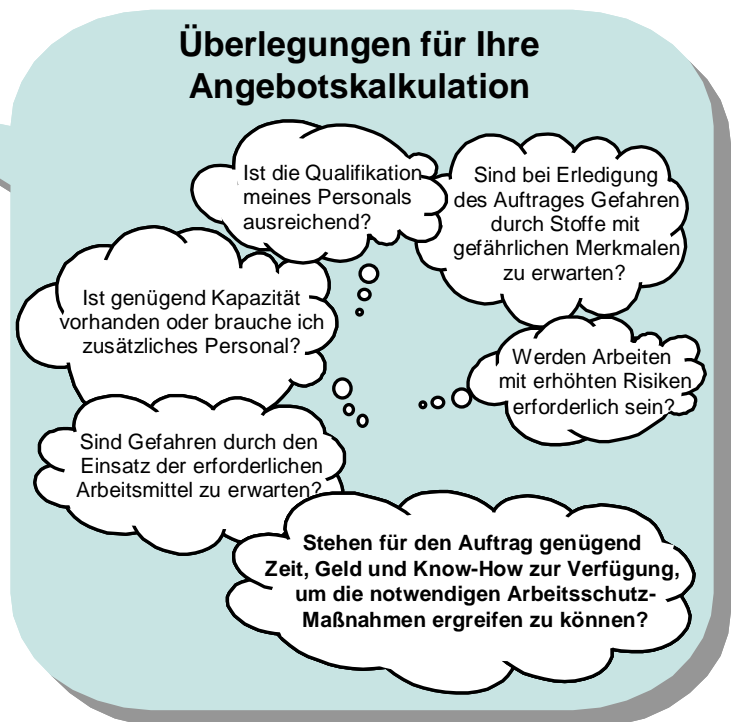 Überlegungen für Ihre
Angebotskalkulation
Ist die Qualifikation
meines Personals
ausreichend?
Sind bei Erledigung
des Auftrages Gefahren
durch Stoffe mit
gefährlichen Merkmalen
zu erwarten?
Ist genügend Kapazität
vorhanden oder brauche ich
zusätzliches Personal?
Werden Arbeiten
mit erhöhten Risiken
erforderlich sein?
Sind Gefahren durch den
Einsatz der erforderlichen
Arbeitsmittel zu erwarten?
Stehen für den Auftrag genügend
Zeit, Geld und Know-How zur Verfügung,
um die notwendigen Arbeitsschutz-
Maßnahmen ergreifen zu können?